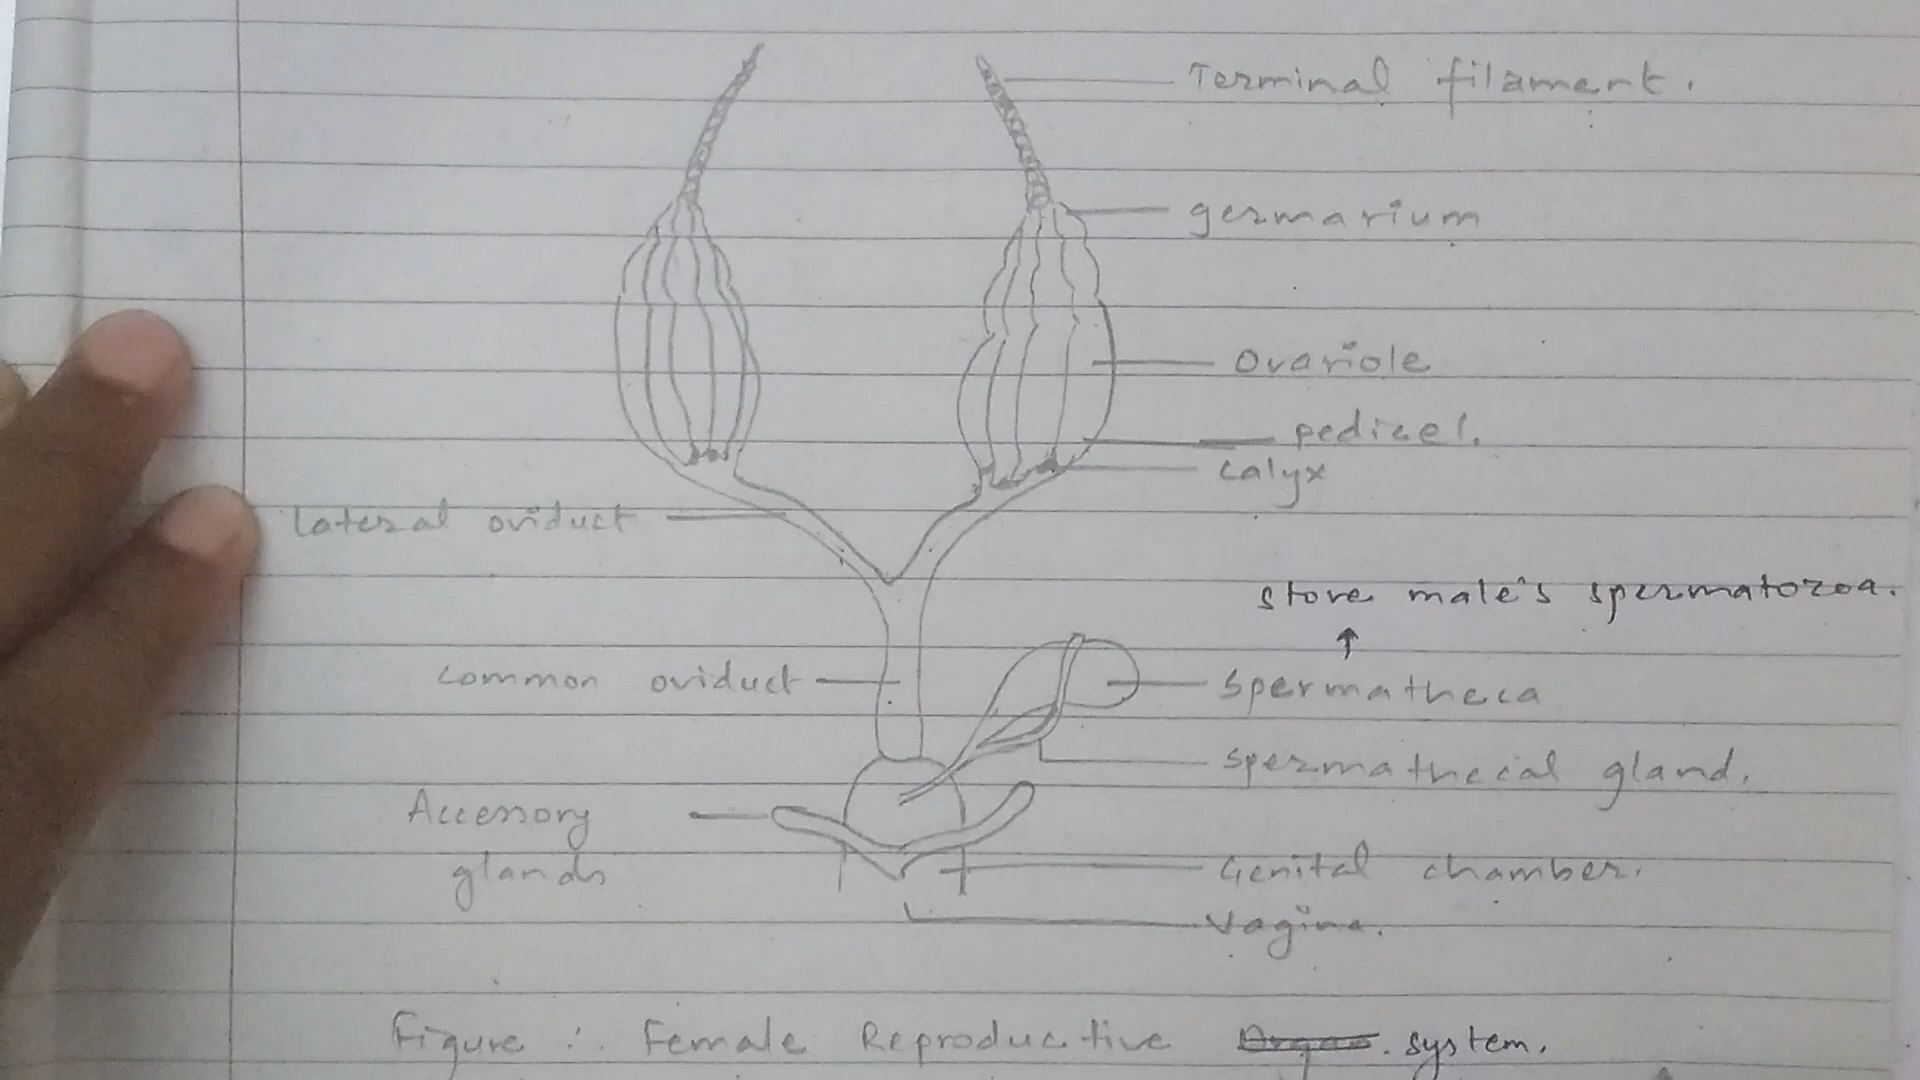 Terminal filament.
germarium
Ovariole
pedicel.
calyx
lateral oviduct
store male's spermatozoa.
↑
common oviduct
spermatheca
spermathecal gland.
Accessory
glands
Genital chamber.
Vagina.
Figure :. Female Reproductive Organ. system.